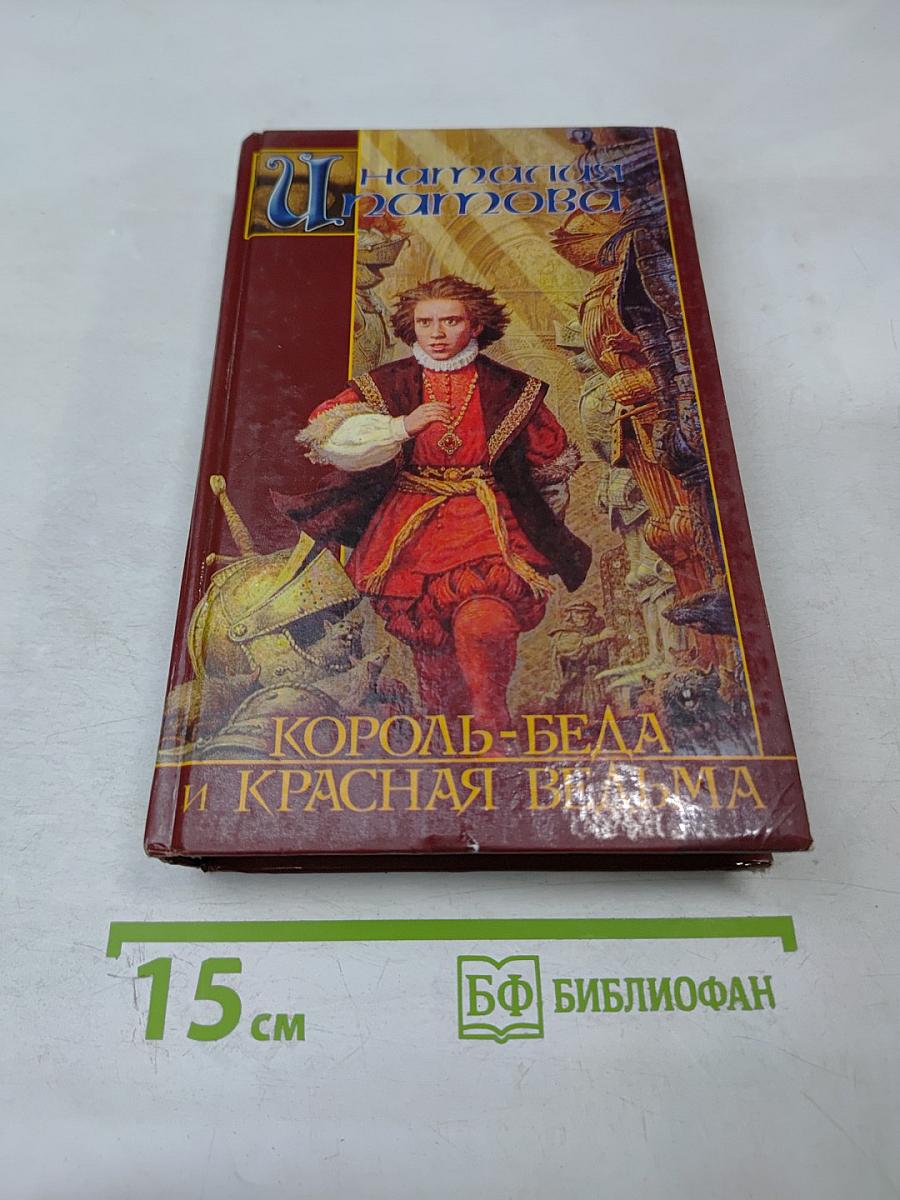 Наталия
Ипатова
КОРОЛЬ-БЕДА
и КРАСНАЯ ВЕДЬМА
15 см
БФ БИБЛИОФАН